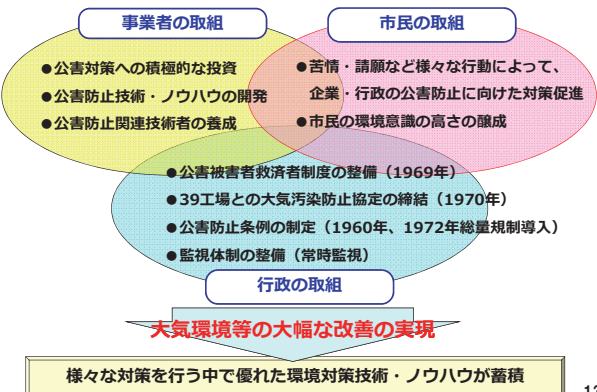 事業者の取組
●公害対策への積極的な投資
●公害防止技術・ノウハウの開発
●公害防止関連技術者の養成
市民の取組
●苦情・請願など様々な行動によって、
企業・行政の公害防止に向けた対策促進
●市民の環境意識の高さの醸成
●公害被害者救済者制度の整備（1969年）
●39工場との大気汚染防止協定の締結（1970年）
●公害防止条例の制定（1960年、1972年総量規制導入）
●監視体制の整備（常時監視）
行政の取組
大気環境等の大幅な改善の実現
様々な対策を行う中で優れた環境対策技術・ノウハウが蓄積